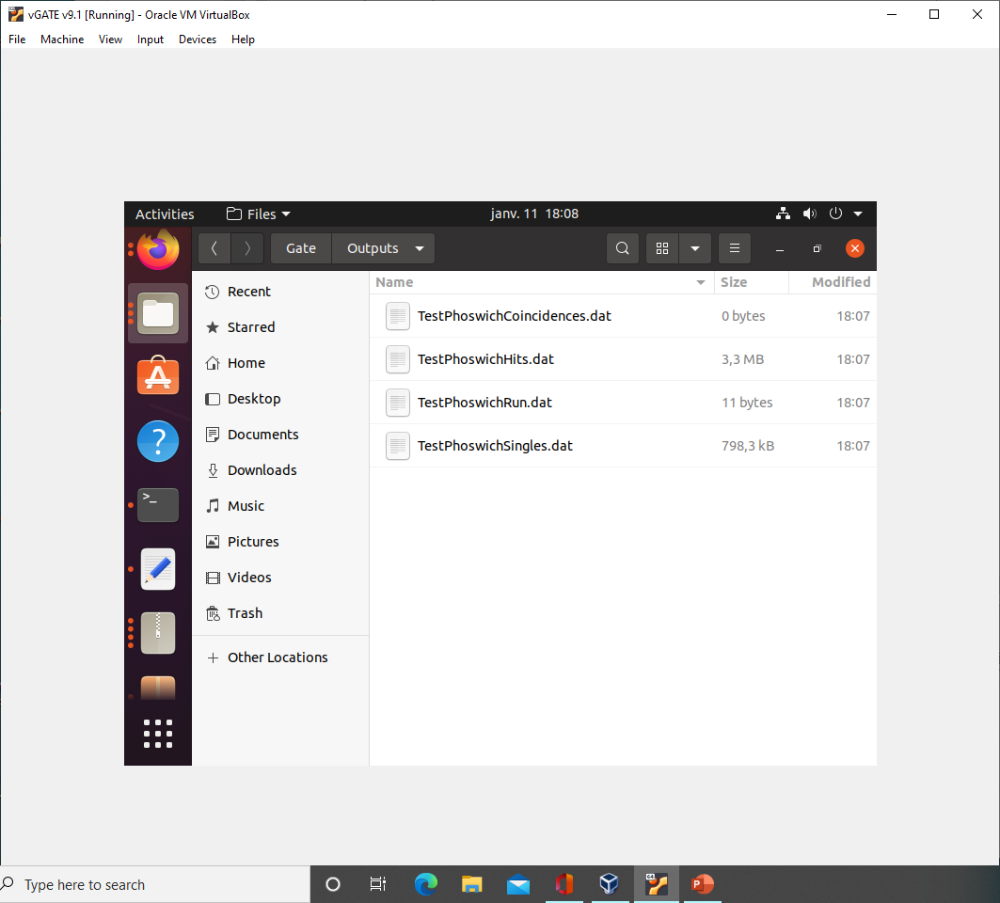 vGATE v9.1 [Running] - Oracle VM VirtualBox
File Machine View Input Devices Help
Activities Files janv. 11 18:08
Gate Outputs
Name Size Modified
Recent
TestPhoswichCoincidences.dat 0 bytes 18:07
Starred
TestPhoswichHits.dat 3,3 MB 18:07
Home
Desktop
TestPhoswichRun.dat 11 bytes 18:07
Documents
TestPhoswichSingles.dat 798,3 kB 18:07
Downloads
Music
Pictures
Videos
Trash
Other Locations
Type here to search